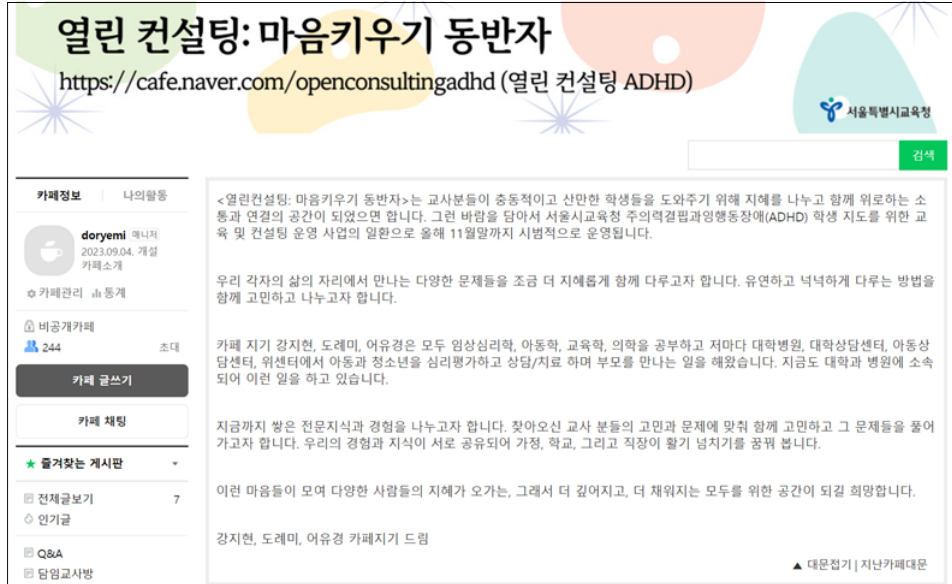 열린 컨설팅: 마음키우기 동반자
https://cafe.naver.com/openconsultingadhd (열린 컨설팅 ADHD)
서울특별시교육청
검색
카페정보
나의활동
doryemi 매니저
2023.09.04. 개설
카페소개
카페관리 통계
비공개카페
244 초대
카페 글쓰기
카페 채팅
★ 즐겨찾는 게시판
전체글보기 7
인기글
Q&A
담임교사방
<열린컨설팅: 마음키우기 동반자>는 교사분들이 충동적이고 산만한 학생들을 도와주기 위해 지혜를 나누고 함께 위로하는 소
통과 연결의 공간이 되었으면 합니다. 그런 바람을 담아서 서울시교육청 주의력결핍과잉행동장애(ADHD) 학생 지도를 위한 교
육 및 컨설팅 운영 사업의 일환으로 올해 11월말까지 시범적으로 운영됩니다.
우리 각자의 삶의 자리에서 만나는 다양한 문제들을 조금 더 지혜롭게 함께 다루고자 합니다. 유연하고 넉넉하게 다루는 방법을
함께 고민하고 나누고자 합니다.
카페 지기 강지현, 도례미, 어유경은 모두 임상심리학, 아동학, 교육학, 의학을 공부하고 저마다 대학병원, 대학상담센터, 아동상
담센터, 위센터에서 아동과 청소년을 심리평가하고 상담/치료 하며 부모를 만나는 일을 해왔습니다. 지금도 대학과 병원에 소속
되어 이런 일을 하고 있습니다.
지금까지 쌓은 전문지식과 경험을 나누고자 합니다. 찾아오신 교사 분들의 고민과 문제에 맞춰 함께 고민하고 그 문제들을 풀어
가고자 합니다. 우리의 경험과 지식이 서로 공유되어 가정, 학교, 그리고 직장이 활기 넘치기를 꿈꿔 봅니다.
이런 마음들이 모여 다양한 사람들의 지혜가 오가는, 그래서 더 깊어지고, 더 채워지는 모두를 위한 공간이 되길 희망합니다.
강지현, 도례미, 어유경 카페지기 드림
▲ 대문접기 | 지난카페대문